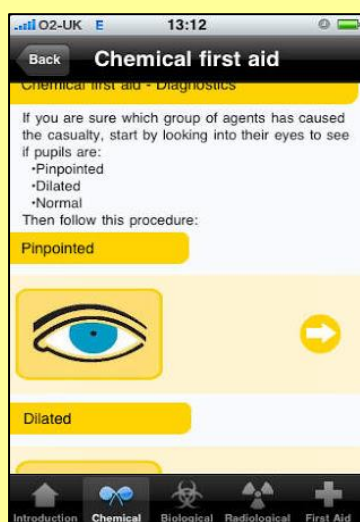 O2-UK E 13:12
Back Chemical first aid
Chemical first aid - Diagnostics
If you are sure which group of agents has caused
the casualty, start by looking into their eyes to see
if pupils are:
•Pinpointed
•Dilated
•Normal
Then follow this procedure:
Pinpointed
Dilated
Introduction Chemical Biological Radiological First Aid